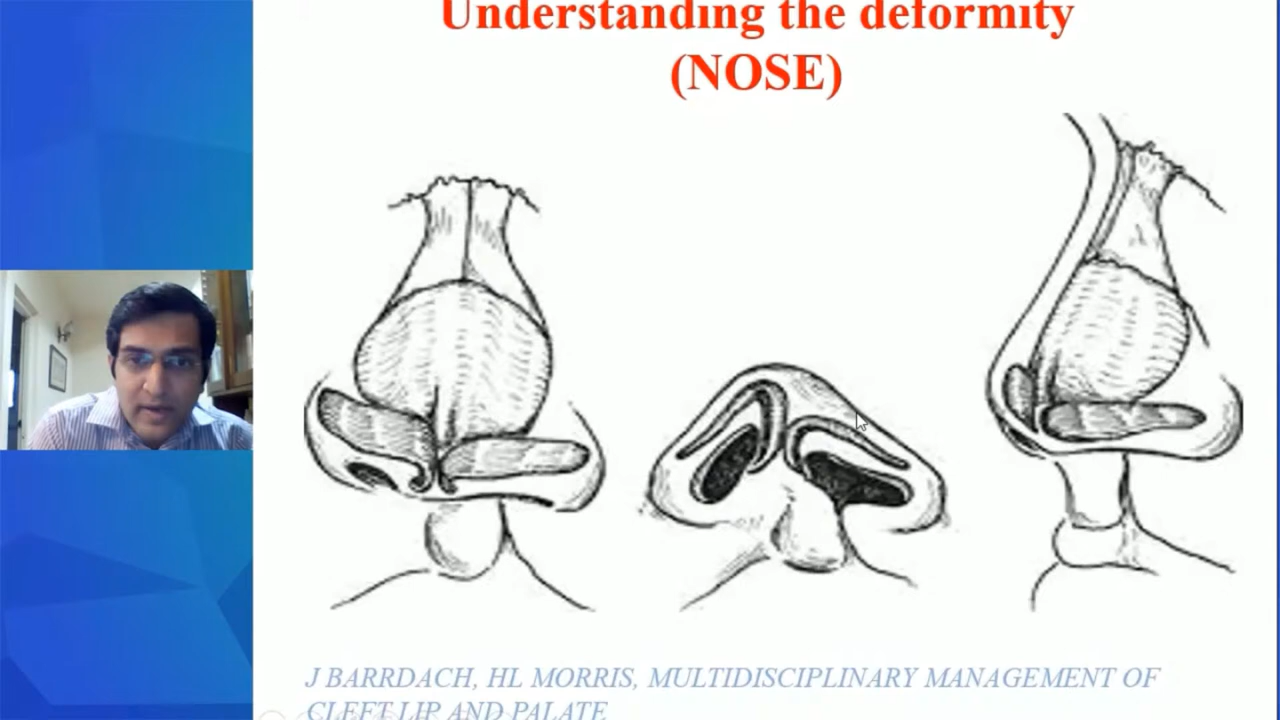 Understanding the deformity
(NOSE)
J BARRDACH, HL MORRIS, MULTIDISCIPLINARY MANAGEMENT OF
CLEFT LIP AND PALATE